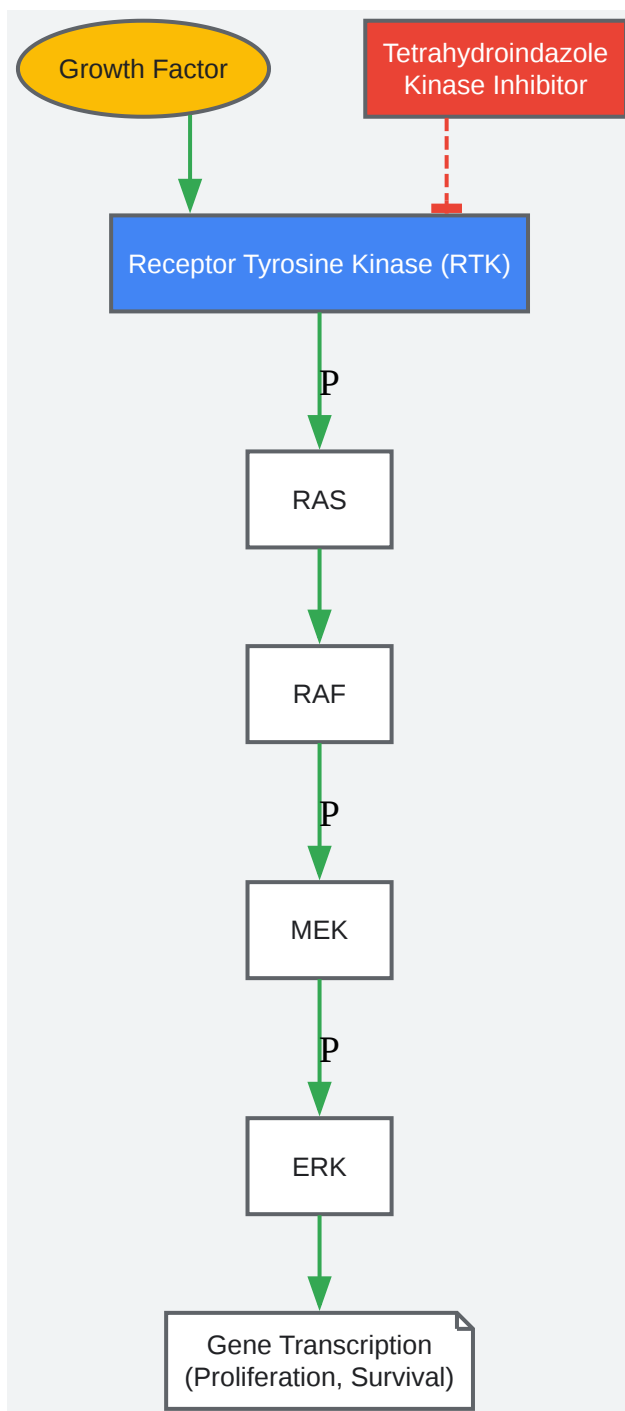 Growth Factor
Tetrahydroindazole
Kinase Inhibitor
Receptor Tyrosine Kinase (RTK)
P
RAS
RAF
P
MEK
P
ERK
Gene Transcription
(Proliferation, Survival)